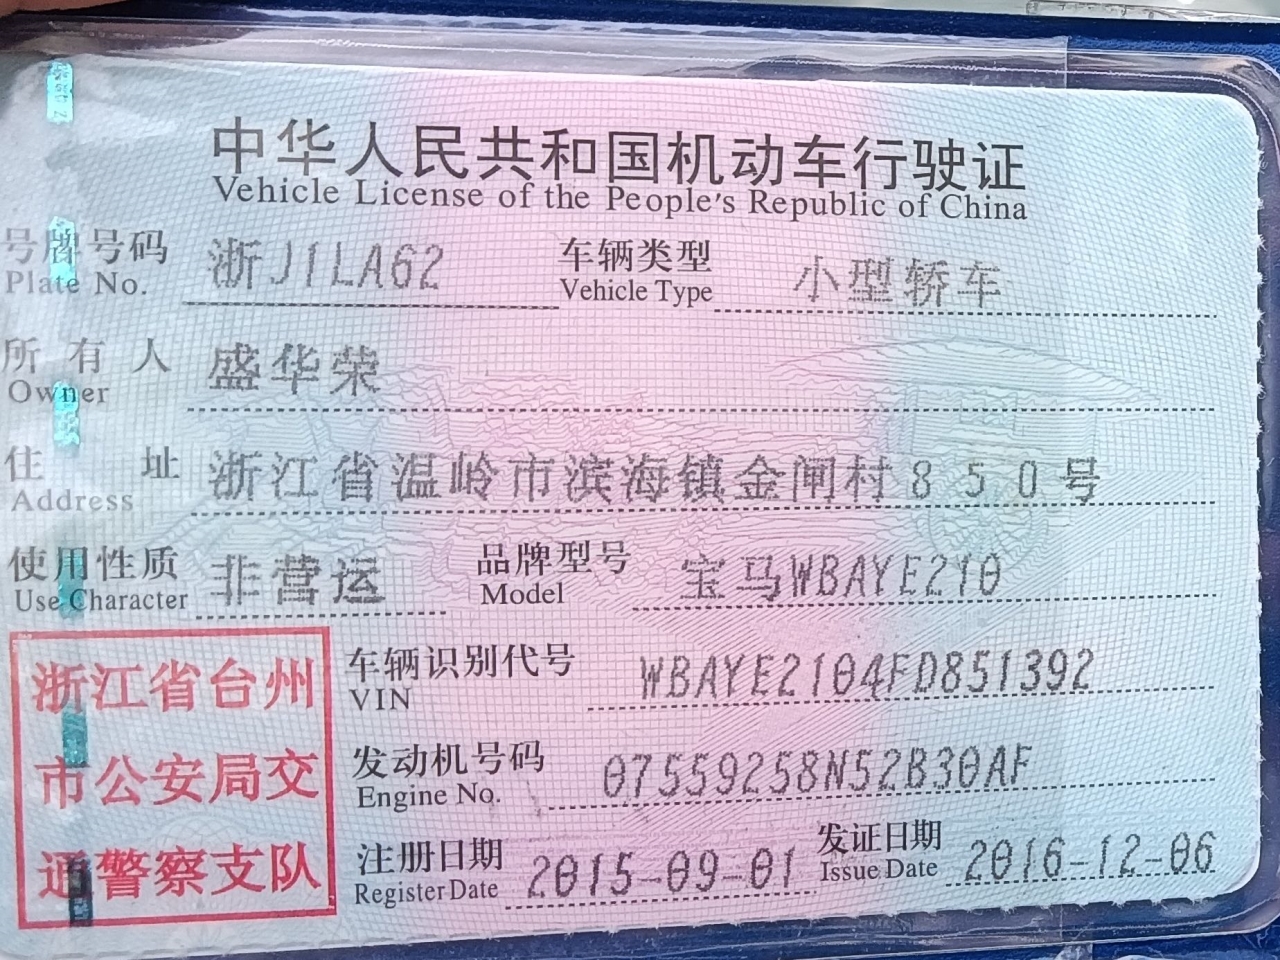 中华人民共和国机动车行驶证
Vehicle License of the People's Republic of China
号牌号码 浙J1LA62 车辆类型 小型轿车
Plate No. Vehicle Type
所有人 盛华荣
Owner
住址 浙江省温岭市滨海镇金闸村850号
Address
使用性质 非营运 品牌型号 宝马WBAYE210
Use Character Model
浙江省台州
市公安局交
通警察支队
车辆识别代号 WBAYE2104FD851392
VIN
发动机号码 07559258N52B30AF
Engine No.
注册日期 2015-09-01 发证日期 2016-12-06
Register Date Issue Date